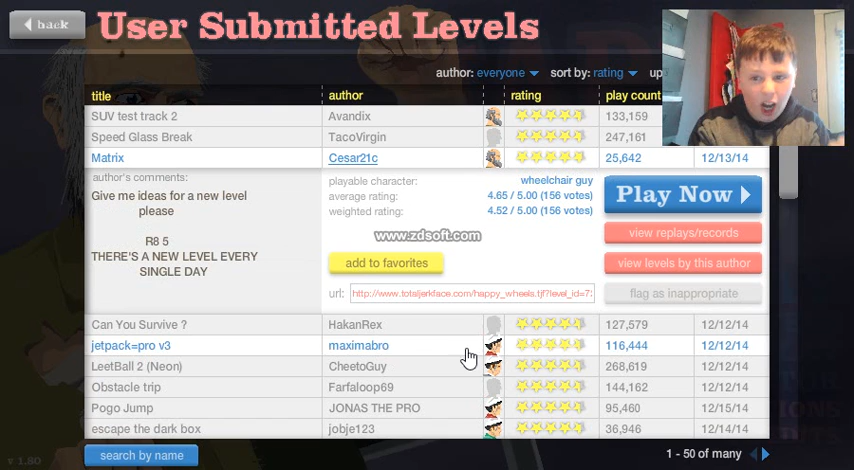 back
User Submitted Levels
author: everyone sort by: rating up
title author rating play count
SUV test track 2 Avandix 133,159
Speed Glass Break TacoVirgin 247,161
Matrix Cesar21c 25,642 12/13/14
author's comments:
Give me ideas for a new level
please
R8 5
THERE'S A NEW LEVEL EVERY
SINGLE DAY
playable character: wheelchair guy
average rating: 4.65 / 5.00 (156 votes)
weighted rating: 4.52 / 5.00 (156 votes)
www.zdsoft.com
add to favorites
url: http://www.totaljerkface.com/happy_wheels.tjf?level_id=7
Play Now
view replays/records
view levels by this author
flag as inappropriate
Can You Survive ? HakanRex 127,579 12/12/14
jetpack=pro v3 maximabro 116,444 12/12/14
LeetBall 2 (Neon) CheetoGuy 268,619 12/12/14
Obstacle trip Farfaloop69 144,162 12/12/14
Pogo Jump JONAS THE PRO 95,460 12/15/14
escape the dark box jobje123 36,946 12/14/14
search by name
1 - 50 of many
v 1.80